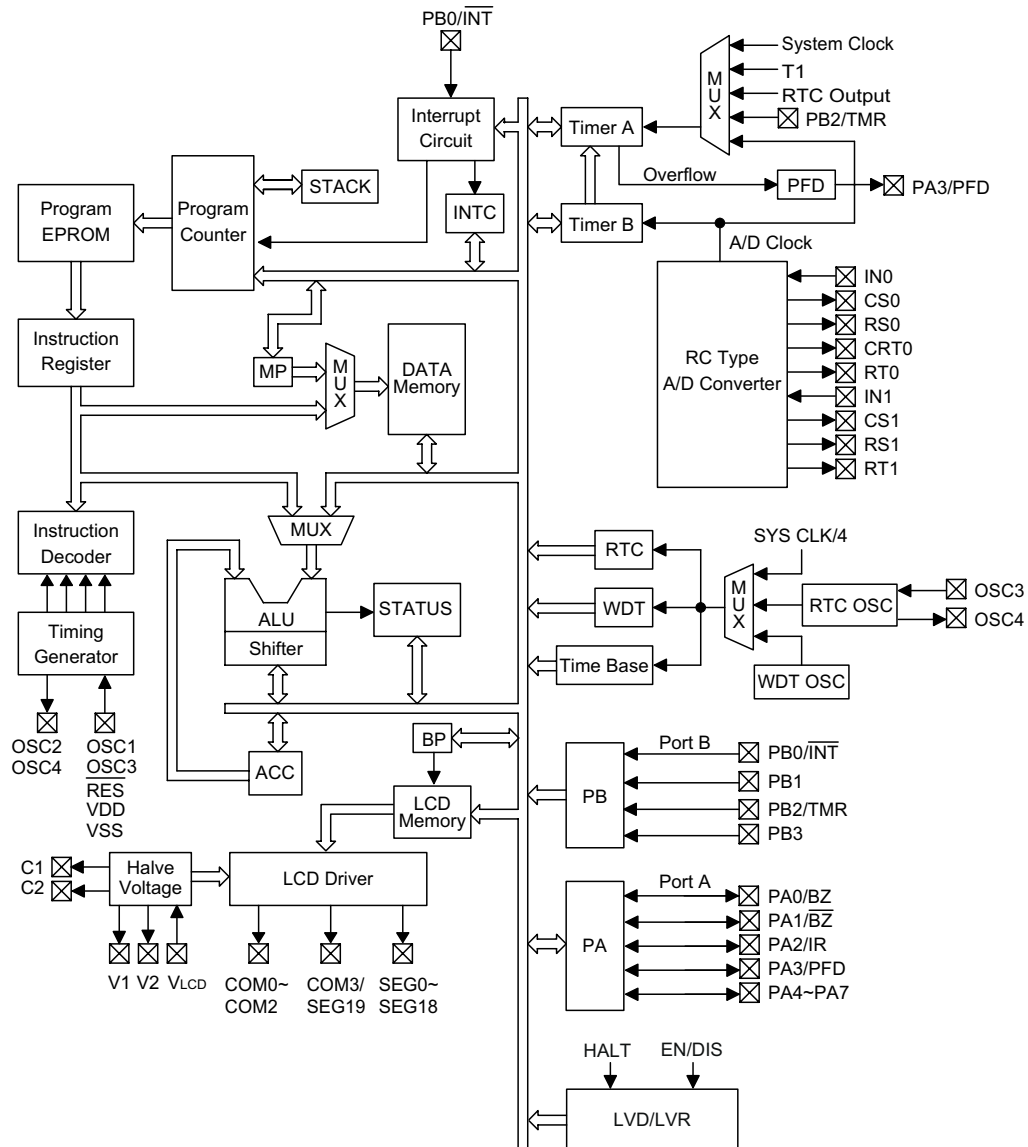 PB0/INT
System Clock
T1
RTC Output
PB2/TMR
MUX
Interrupt
Circuit
Timer A
Overflow
PFD
PA3/PFD
STACK
INTC
Timer B
A/D Clock
Program
EPROM
Program
Counter
RC Type
A/D Converter
IN0
CS0
RS0
CRT0
RT0
IN1
CS1
RS1
RT1
Instruction
Register
MP
MUX
DATA
Memory
MUX
Instruction
Decoder
ALU
Shifter
STATUS
Timing
Generator
OSC2
OSC4
OSC1
OSC3
RES
VDD
VSS
ACC
RTC
WDT
Time Base
MUX
SYS CLK/4
RTC OSC
OSC3
OSC4
WDT OSC
BP
LCD
Memory
PB
Port B
PB0/INT
PB1
PB2/TMR
PB3
C1
C2
Halve
Voltage
LCD Driver
V1
V2
VLCD
COM0~
COM2
COM3/
SEG19
SEG0~
SEG18
PA
Port A
PA0/BZ
PA1/BZ
PA2/IR
PA3/PFD
PA4~PA7
HALT
EN/DIS
LVD/LVR